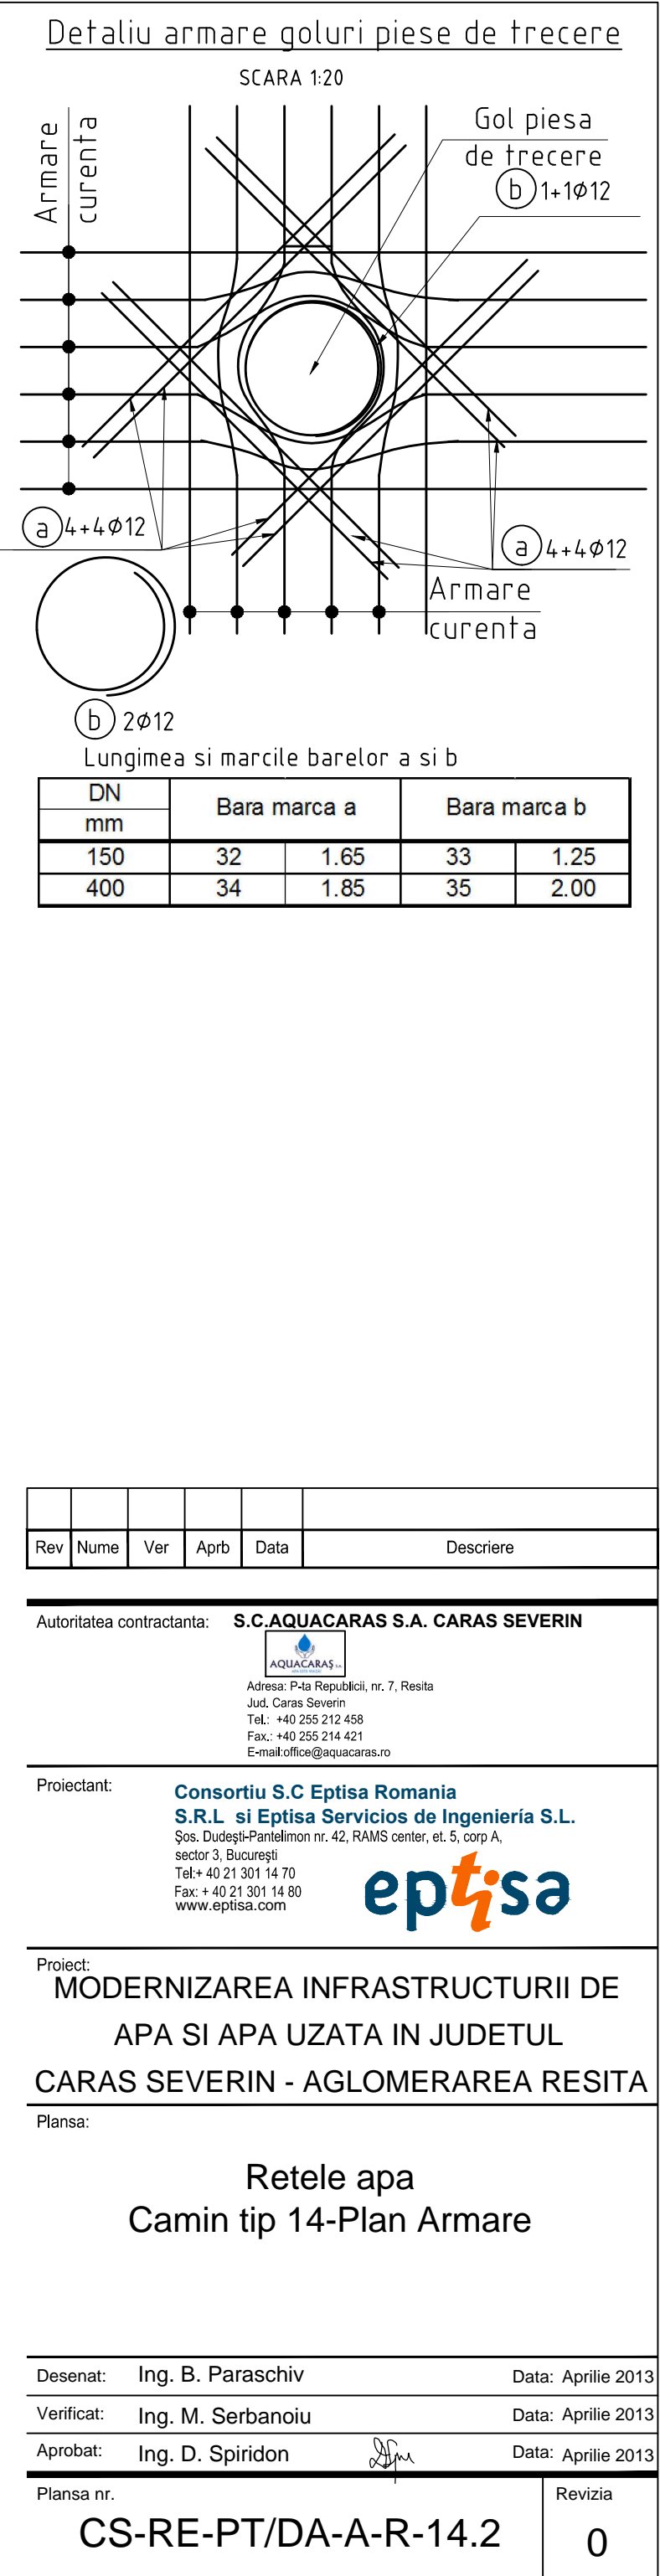 Detaliu armare goluri piese de trecere
SCARA 1:20
Armare
curenta
Gol piesa
de trecere
b 1+1Ø12
a 4+4Ø12
a 4+4Ø12
Armare
curenta
b 2Ø12
Lungimea si marcile barelor a si b
DN
mm
Bara marca a
Bara marca b
150 32 1.65 33 1.25
400 34 1.85 35 2.00
Rev Nume Ver Aprb Data Descriere
Autoritatea contractanta: S.C.AQUACARAS S.A. CARAS SEVERIN
AQUACARAŞ
Adresa: P-ta Republicii, nr. 7, Resita
Jud. Caras Severin
Tel.: +40 255 212 458
Fax.: +40 255 214 421
E-mail:office@aquacaras.ro
Proiectant:
Consortiu S.C Eptisa Romania
S.R.L si Eptisa Servicios de Ingeniería S.L.
Şos. Dudeşti-Pantelimon nr. 42, RAMS center, et. 5, corp A,
sector 3, Bucureşti
Tel:+ 40 21 301 14 70
Fax: + 40 21 301 14 80
www.eptisa.com
eptisa
Proiect:
MODERNIZAREA INFRASTRUCTURII DE
APA SI APA UZATA IN JUDETUL
CARAS SEVERIN - AGLOMERAREA RESITA
Plansa:
Retele apa
Camin tip 14-Plan Armare
Desenat: Ing. B. Paraschiv Data: Aprilie 2013
Verificat: Ing. M. Serbanoiu Data: Aprilie 2013
Aprobat: Ing. D. Spiridon Data: Aprilie 2013
Plansa nr. Revizia
CS-RE-PT/DA-A-R-14.2 0